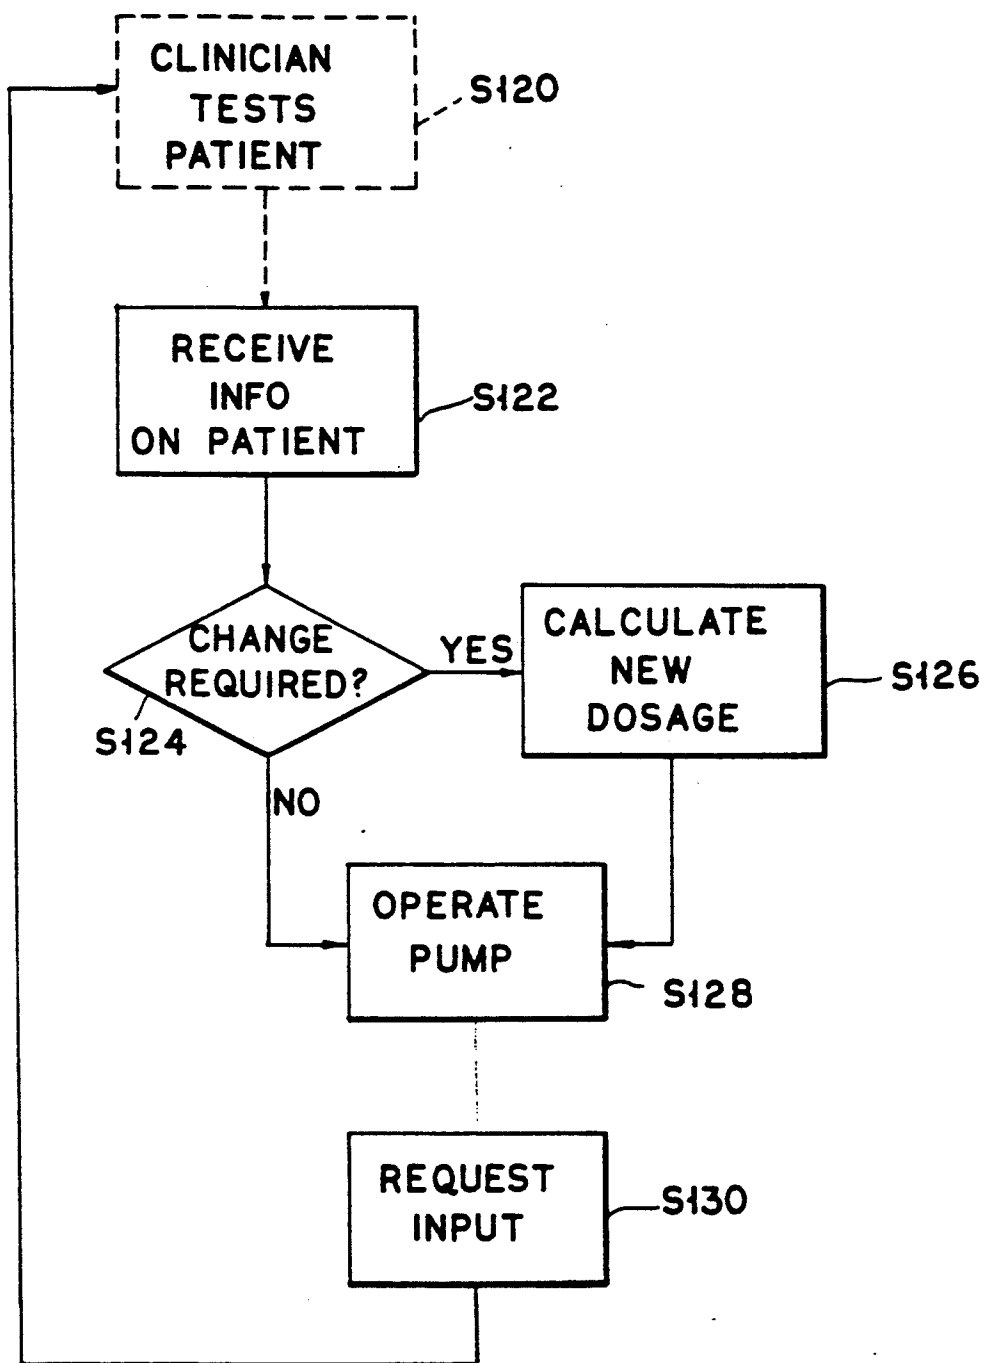 CLINICIAN
TESTS
PATIENT
S120
RECEIVE
INFO
ON PATIENT
S122
CHANGE
REQUIRED?
S124
YES
CALCULATE
NEW
DOSAGE
S126
NO
OPERATE
PUMP
S128
REQUEST
INPUT
S130